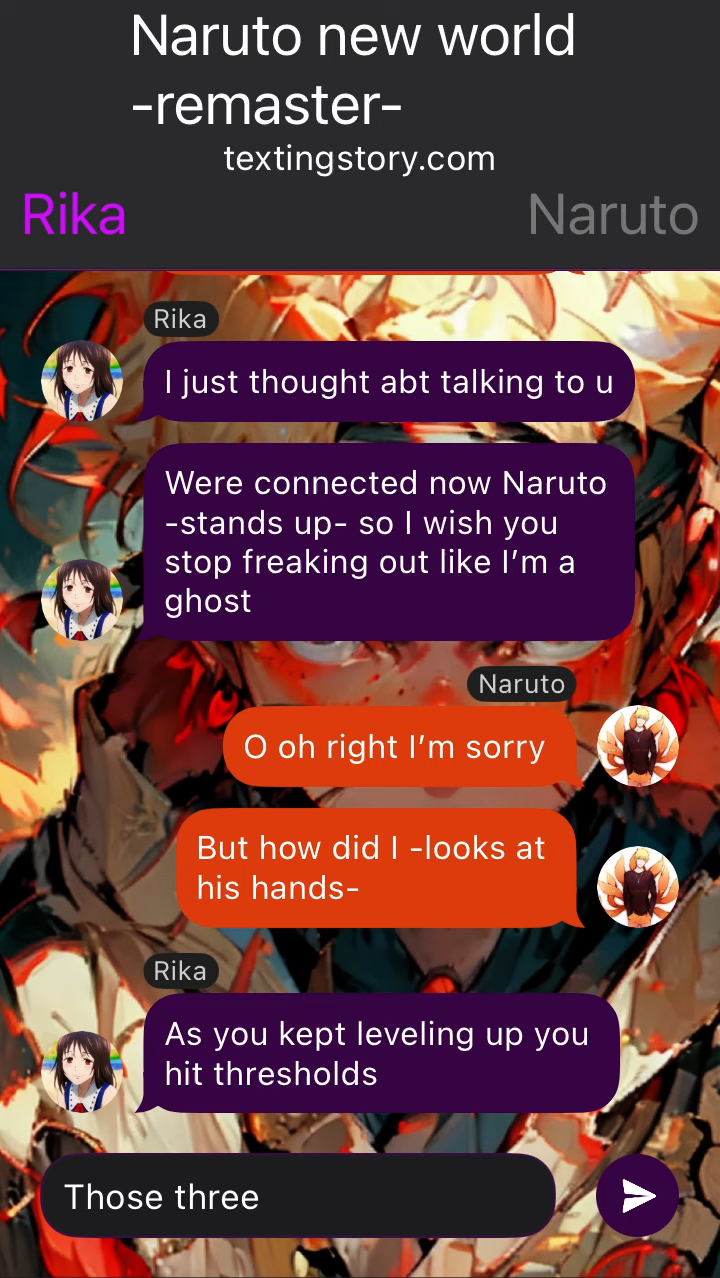 Naruto new world
-remaster-
textingstory.com
Rika
Naruto
Rika
I just thought abt talking to u
Were connected now Naruto
-stands up- so I wish you
stop freaking out like I’m a
ghost
Naruto
O oh right I’m sorry
But how did I -looks at
his hands-
Rika
As you kept leveling up you
hit thresholds
Those three